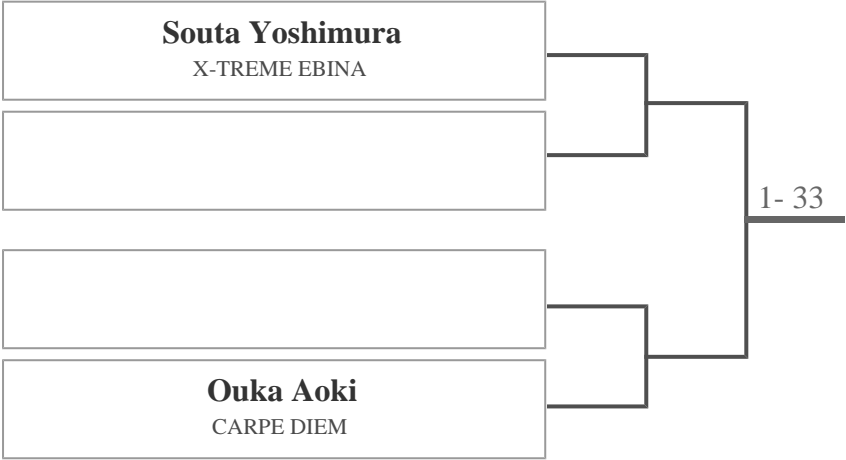 Souta Yoshimura
X-TREME EBINA
1- 33
Ouka Aoki
CARPE DIEM